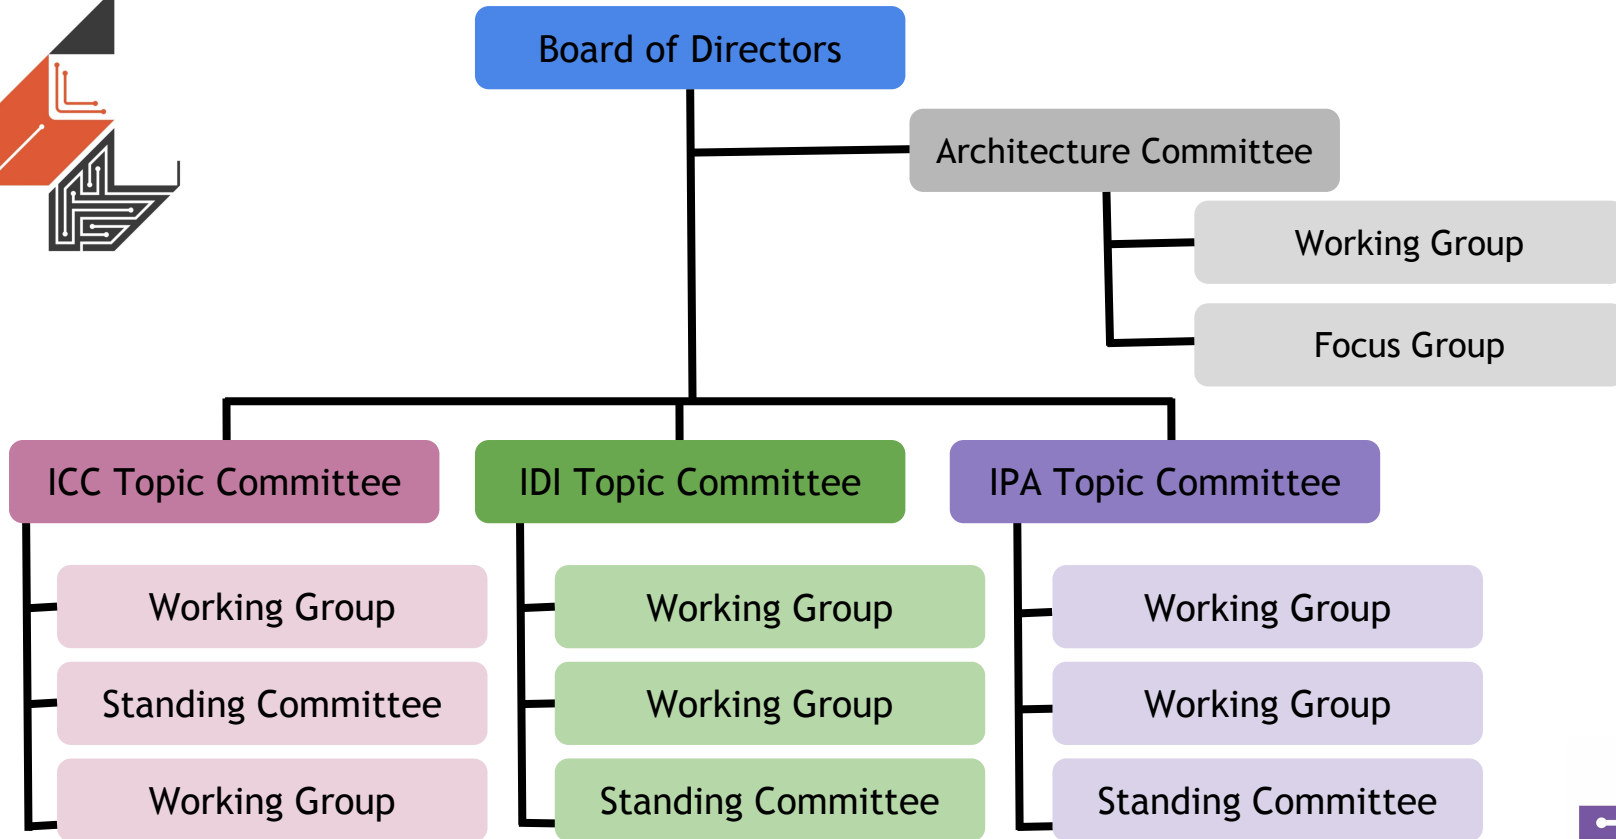 Board of Directors
Architecture Committee
Working Group
Focus Group
ICC Topic Committee
IDI Topic Committee
IPA Topic Committee
Working Group
Working Group
Working Group
Standing Committee
Working Group
Working Group
Working Group
Standing Committee
Standing Committee